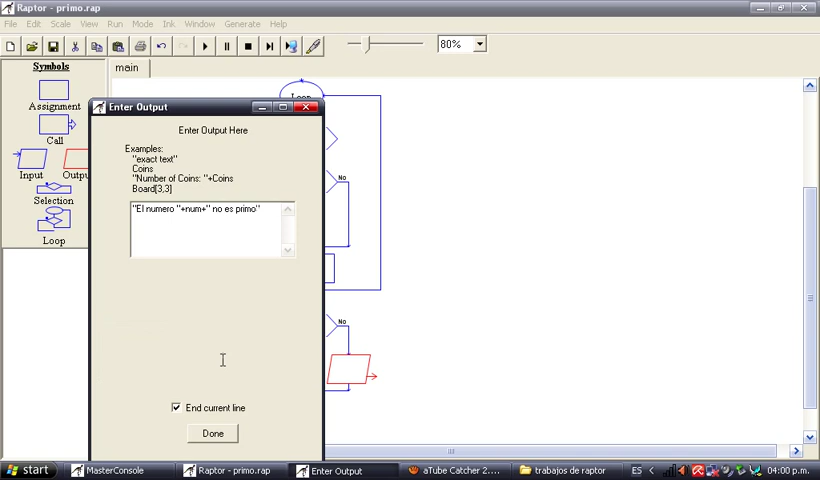 Raptor - primo.rap
File Edit Scale View Run Mode Ink Window Generate Help
80%
Symbols
main
Assignment
Call
Input
Outpu
Selection
Loop
Loop
Enter Output
Enter Output Here
Examples:
"exact text"
Coins
"Number of Coins: "+Coins
Board[3,3]
"El numero "+num+" no es primo"
End current line
Done
No
No
start
MasterConsole
Raptor - primo.rap
Enter Output
aTube Catcher 2....
trabajos de raptor
ES
04:00 p.m.